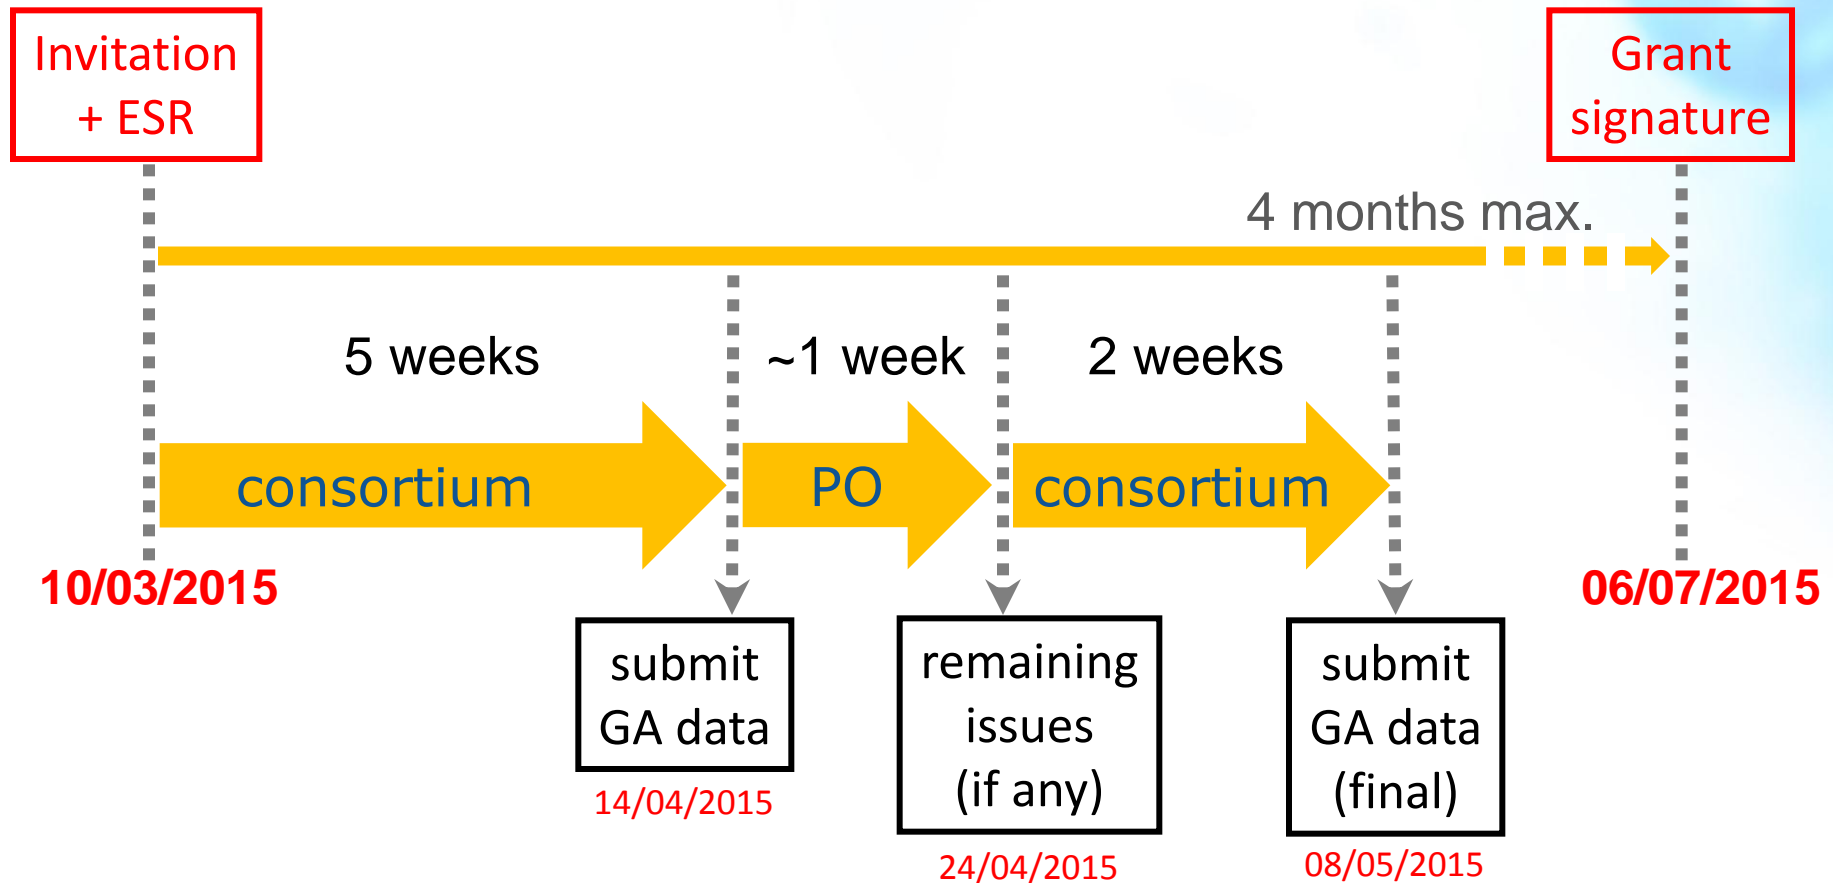 Invitation
+ ESR
Grant
signature
4 months max.
5 weeks
~1 week
2 weeks
consortium
PO
consortium
10/03/2015
06/07/2015
submit
GA data
14/04/2015
remaining
issues
(if any)
24/04/2015
submit
GA data
(final)
08/05/2015